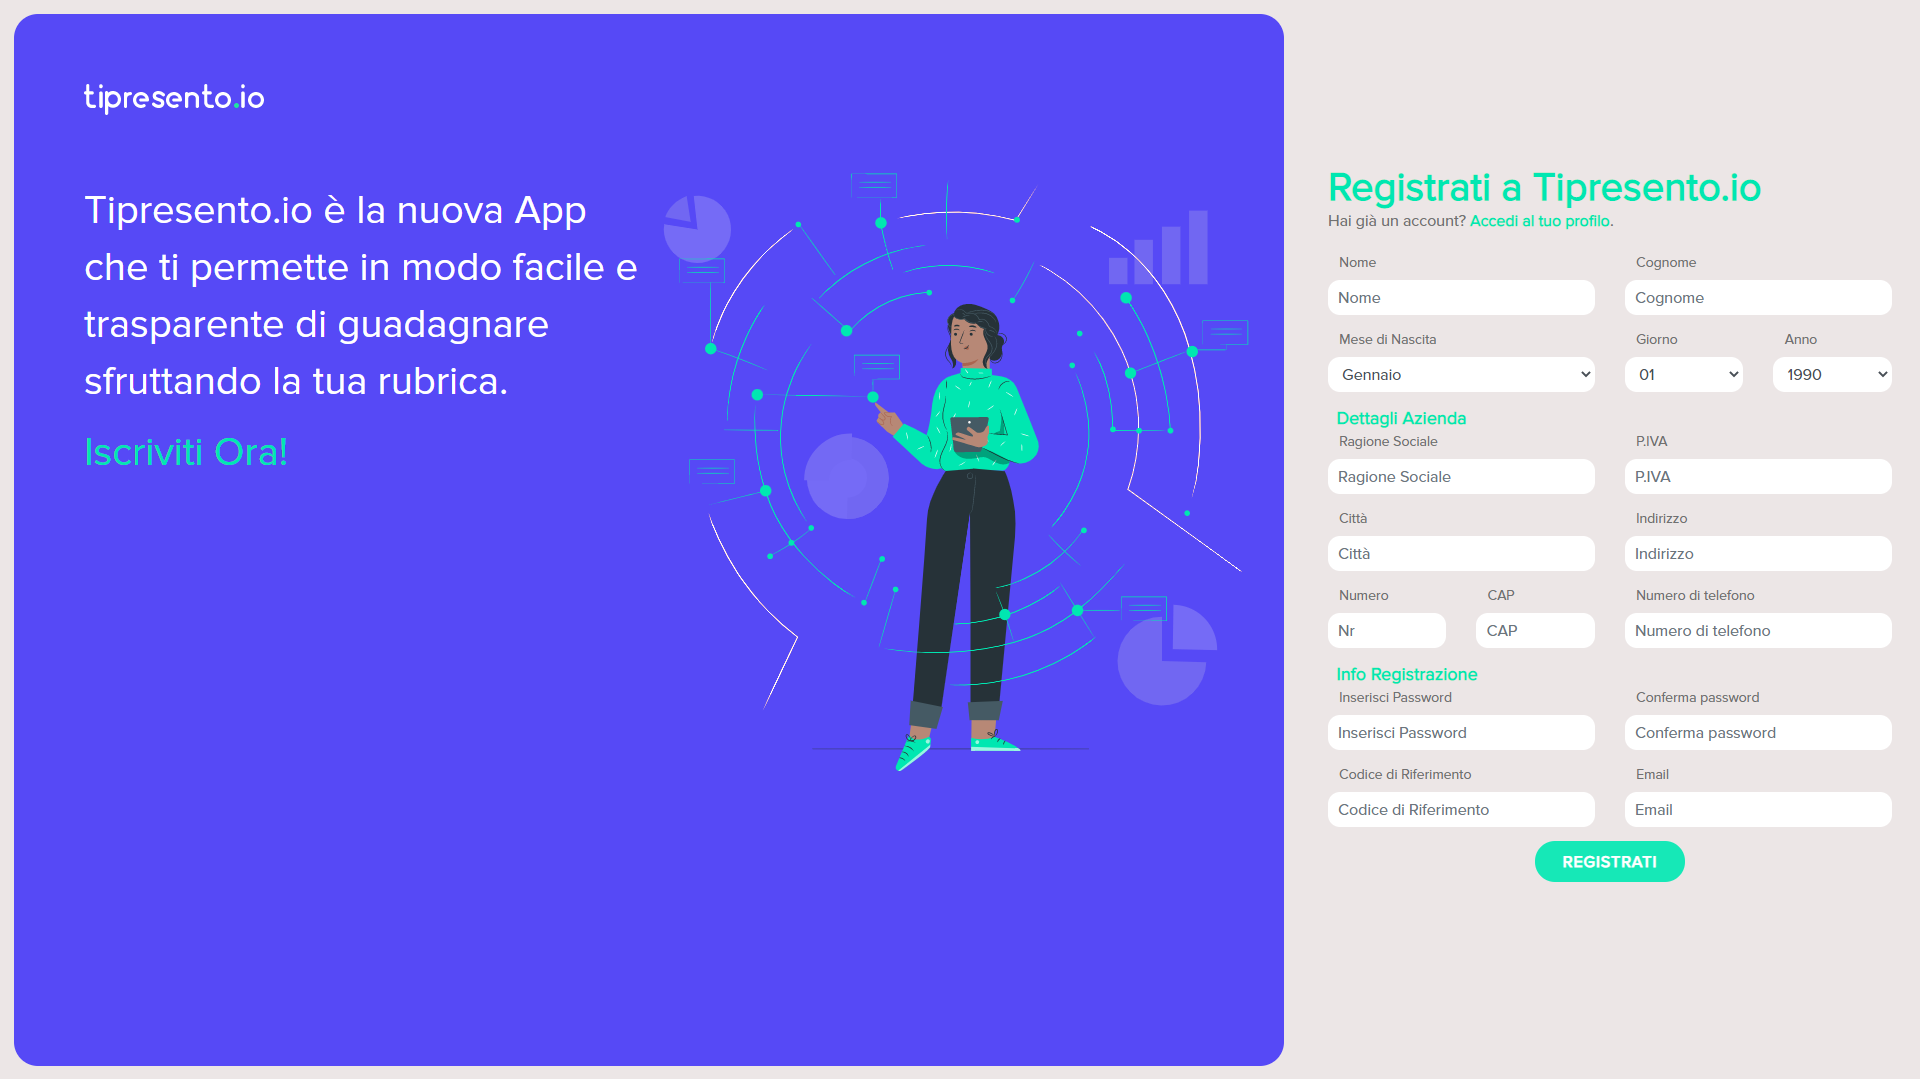 tipresento.io
Tipresento.io è la nuova App
che ti permette in modo facile e
trasparente di guadagnare
sfruttando la tua rubrica.
Iscriviti Ora!
Registrati a Tipresento.io
Hai già un account? Accedi al tuo profilo.
Nome Cognome
Nome Cognome
Mese di Nascita Giorno Anno
Gennaio 01 1990
Dettagli Azienda
Ragione Sociale P.IVA
Ragione Sociale P.IVA
Città Indirizzo
Città Indirizzo
Numero CAP Numero di telefono
Nr CAP Numero di telefono
Info Registrazione
Inserisci Password Conferma password
Inserisci Password Conferma password
Codice di Riferimento Email
Codice di Riferimento Email
REGISTRATI